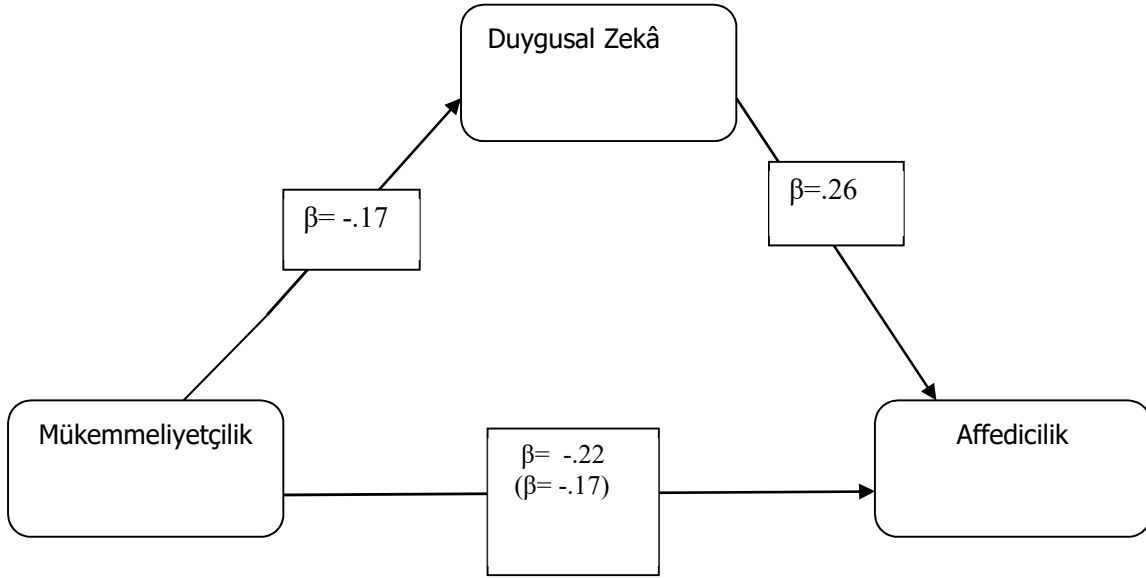 Duygusal Zekâ
β= -.17
β=.26
Mükemmeliyetçilik
β=  -.22
(β= -.17)
Affedicilik